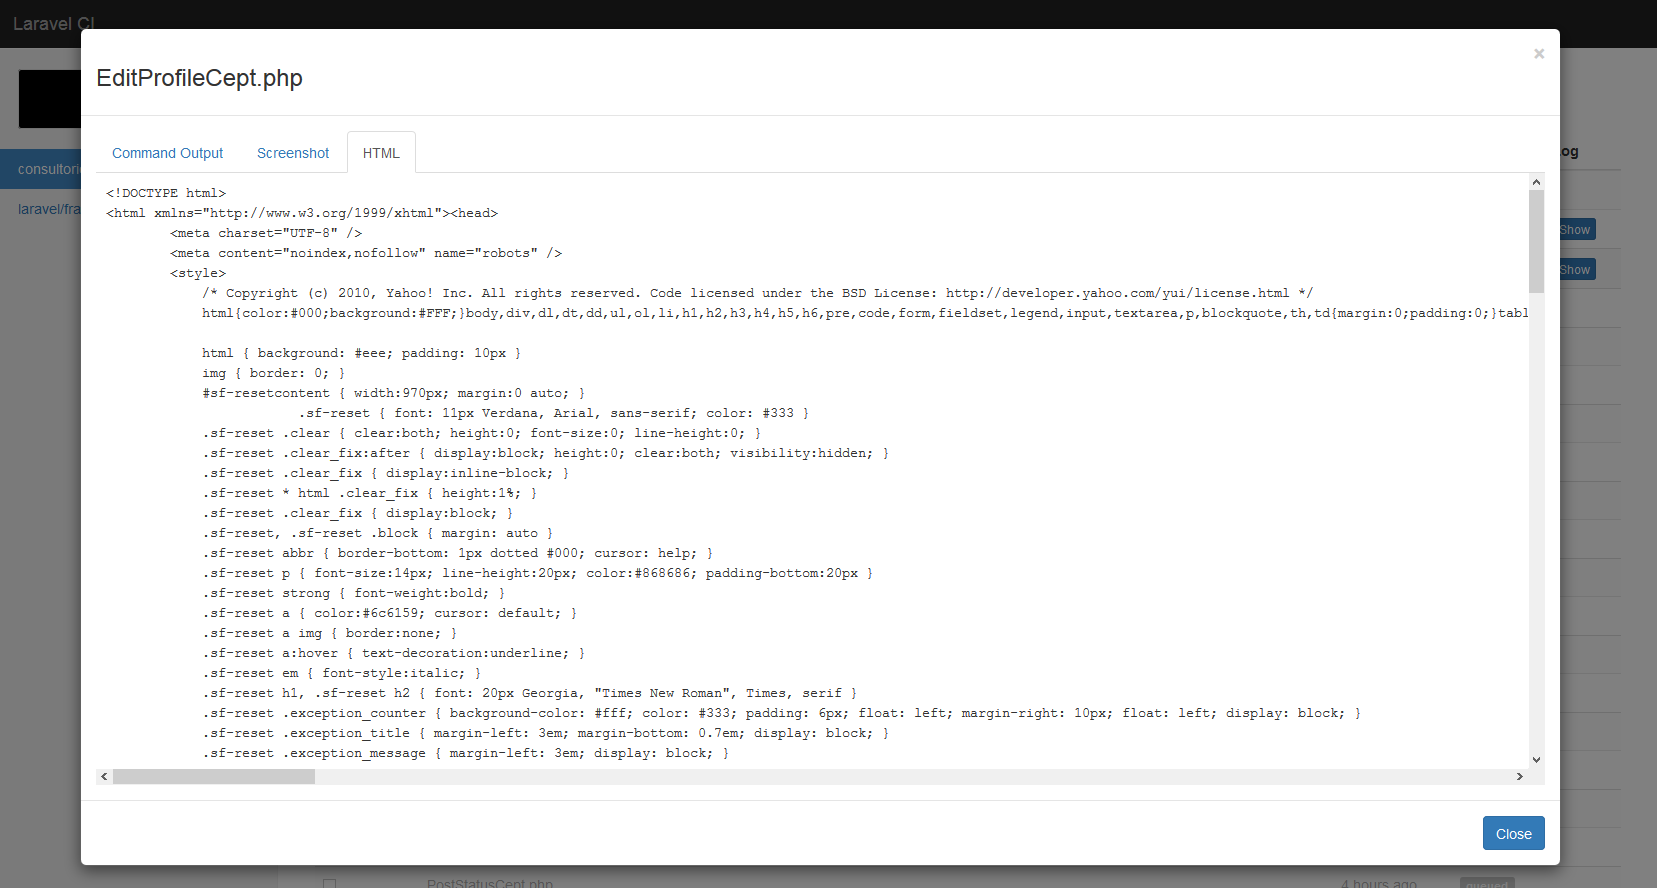 Laravel CI
×
EditProfileCept.php
Command Output Screenshot HTML
<!DOCTYPE html>
<html xmlns="http://www.w3.org/1999/xhtml"><head>
<meta charset="UTF-8" />
<meta content="noindex,nofollow" name="robots" />
<style>
/* Copyright (c) 2010, Yahoo! Inc. All rights reserved. Code licensed under the BSD License: http://developer.yahoo.com/yui/license.html */
html{color:#000;background:#FFF;}body,div,dl,dt,dd,ul,ol,li,h1,h2,h3,h4,h5,h6,pre,code,form,fieldset,legend,input,textarea,p,blockquote,th,td{margin:0;padding:0;}tabl
html { background: #eee; padding: 10px }
img { border: 0; }
#sf-resetcontent { width:970px; margin:0 auto; }
.sf-reset { font: 11px Verdana, Arial, sans-serif; color: #333 }
.sf-reset .clear { clear:both; height:0; font-size:0; line-height:0; }
.sf-reset .clear_fix:after { display:block; height:0; clear:both; visibility:hidden; }
.sf-reset .clear_fix { display:inline-block; }
.sf-reset * html .clear_fix { height:1%; }
.sf-reset .clear_fix { display:block; }
.sf-reset, .sf-reset .block { margin: auto }
.sf-reset abbr { border-bottom: 1px dotted #000; cursor: help; }
.sf-reset p { font-size:14px; line-height:20px; color:#868686; padding-bottom:20px }
.sf-reset strong { font-weight:bold; }
.sf-reset a { color:#6c6159; cursor: default; }
.sf-reset a img { border:none; }
.sf-reset a:hover { text-decoration:underline; }
.sf-reset em { font-style:italic; }
.sf-reset h1, .sf-reset h2 { font: 20px Georgia, "Times New Roman", Times, serif }
.sf-reset .exception_counter { background-color: #fff; color: #333; padding: 6px; float: left; margin-right: 10px; float: left; display: block; }
.sf-reset .exception_title { margin-left: 3em; margin-bottom: 0.7em; display: block; }
.sf-reset .exception_message { margin-left: 3em; display: block; }
Close
consultori
laravel/fra
og
Show
Show
PostStatusCept.php 4 hours ago queued